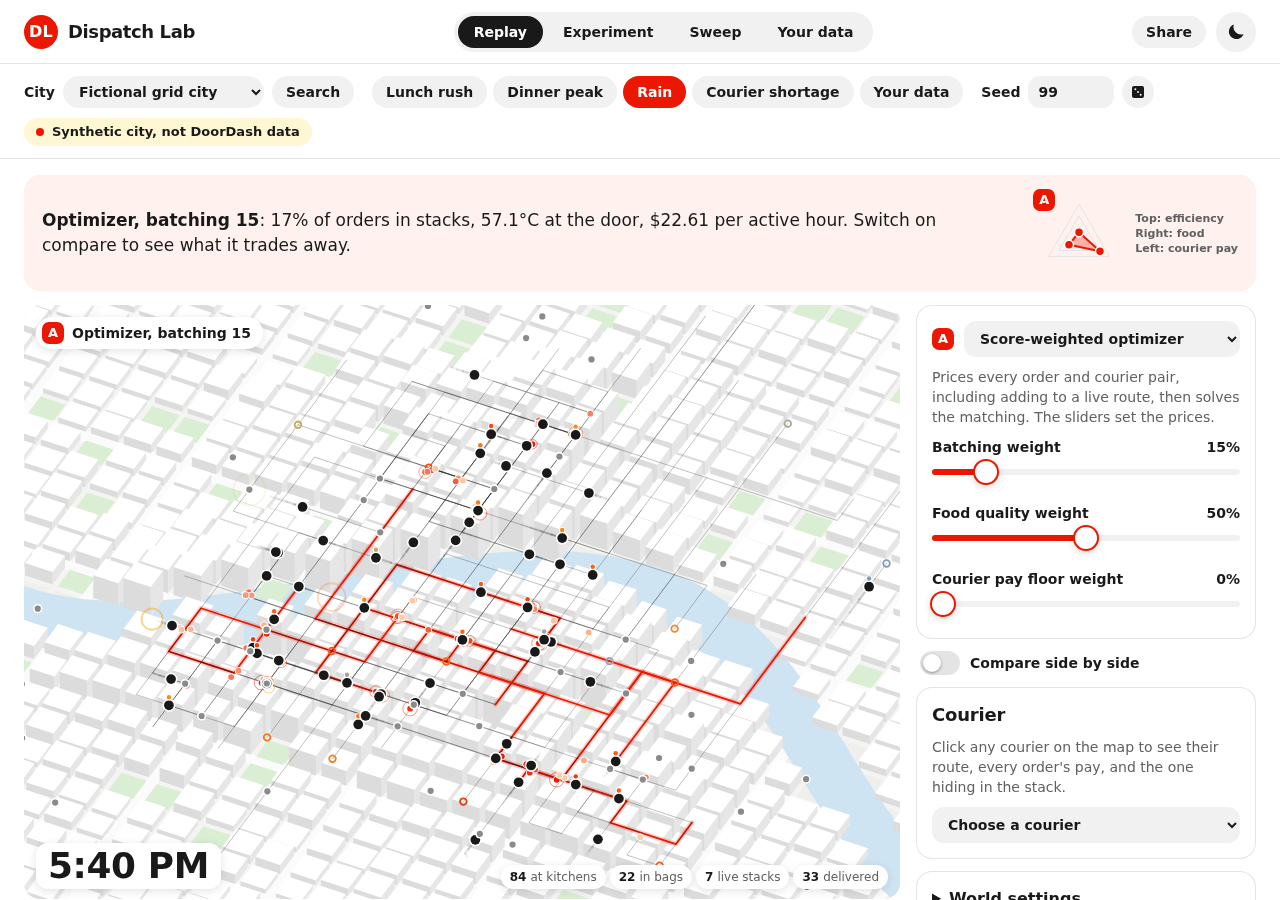 DL Dispatch Lab
Replay Experiment Sweep Your data
Share
City Fictional grid city Search Lunch rush Dinner peak Rain Courier shortage Your data Seed 99
Synthetic city, not DoorDash data
Optimizer, batching 15: 17% of orders in stacks, 57.1°C at the door, $22.61 per active hour. Switch on
compare to see what it trades away.
A
Top: efficiency
Right: food
Left: courier pay
A Optimizer, batching 15
5:40 PM
84 at kitchens 22 in bags 7 live stacks 33 delivered
A Score-weighted optimizer
Prices every order and courier pair,
including adding to a live route, then solves
the matching. The sliders set the prices.
Batching weight 15%
Food quality weight 50%
Courier pay floor weight 0%
Compare side by side
Courier
Click any courier on the map to see their
route, every order's pay, and the one
hiding in the stack.
Choose a courier
World settings